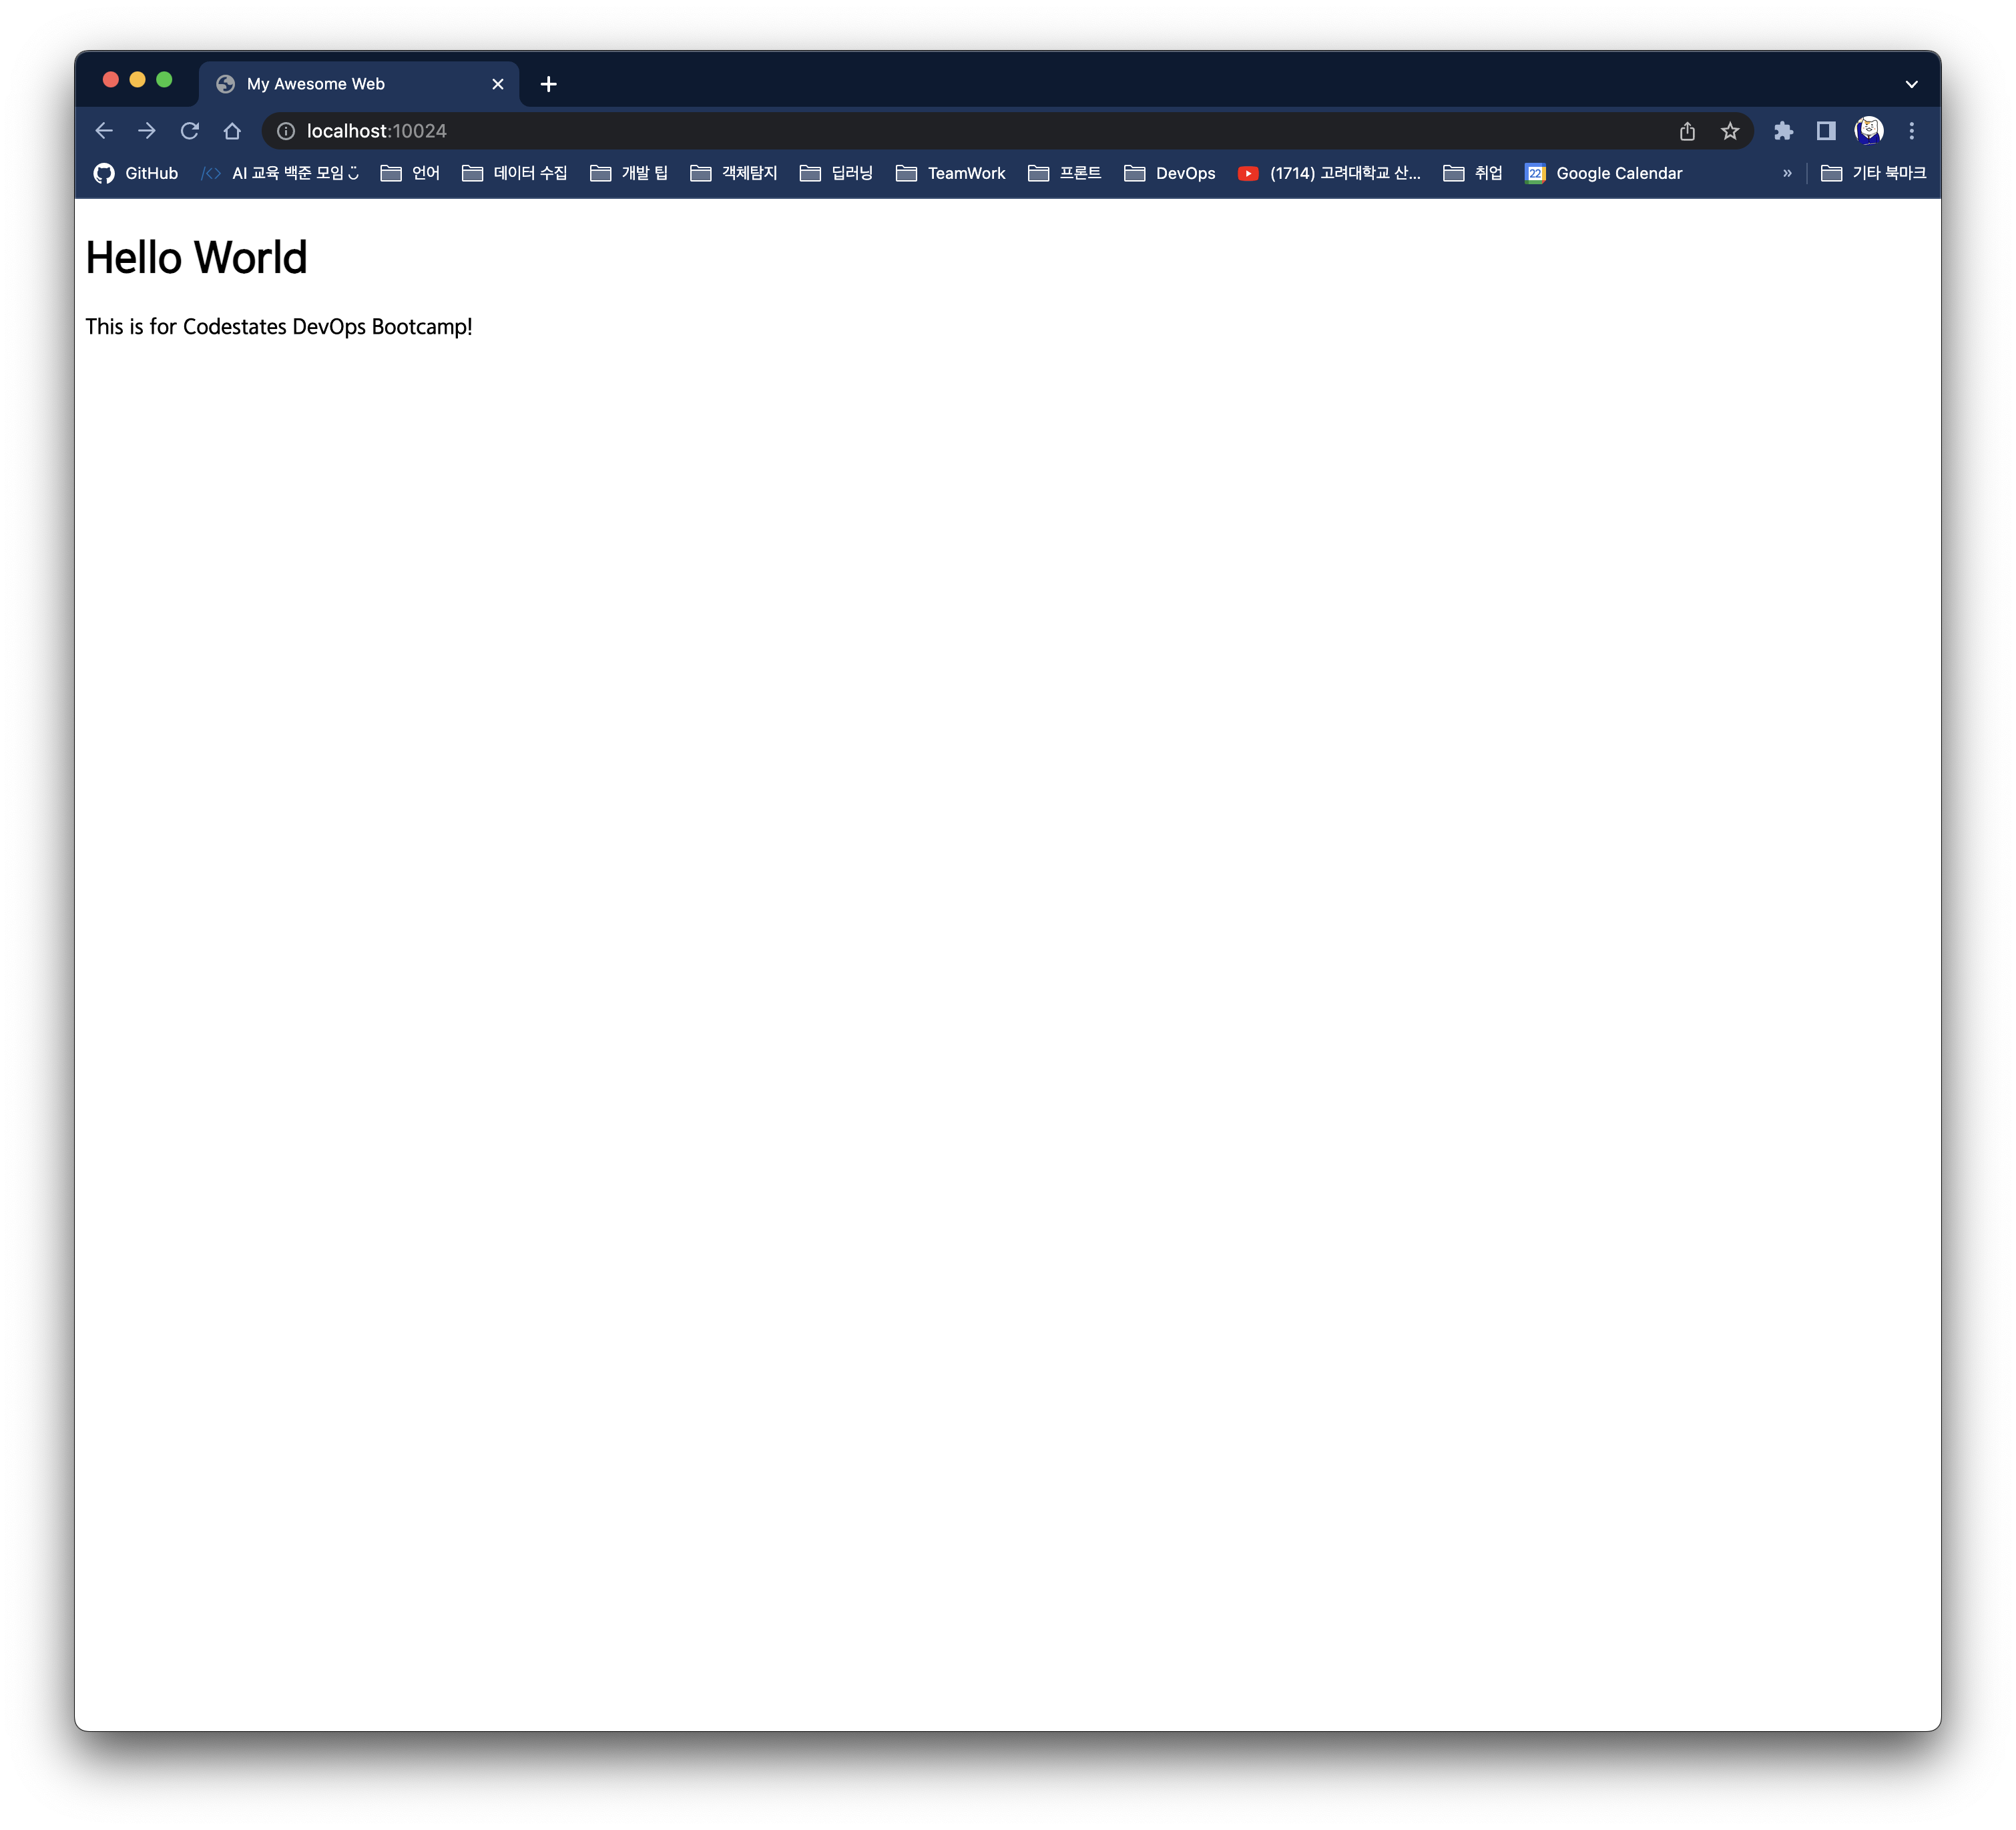 My Awesome Web
localhost:10024
GitHub AI 교육 백준 모임 언어 데이터 수집 개발 팁 객체탐지 딥러닝 TeamWork 프론트 DevOps (1714) 고려대학교 산... 취업 22 Google Calendar » 기타 북마크
Hello World
This is for Codestates DevOps Bootcamp!